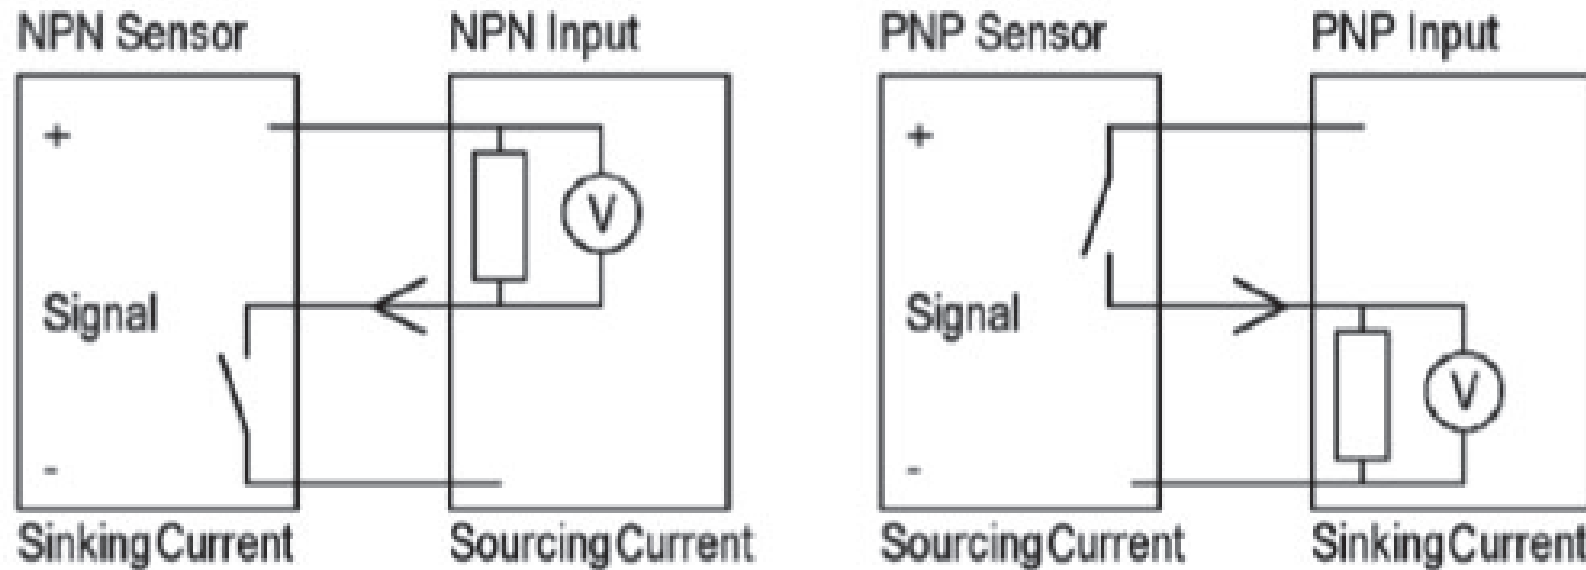 NPN Sensor
NPN Input
PNP Sensor
PNP Input
+
V
Signal
-
+
Signal
V
-
Sinking Current
Sourcing Current
Sourcing Current
Sinking Current